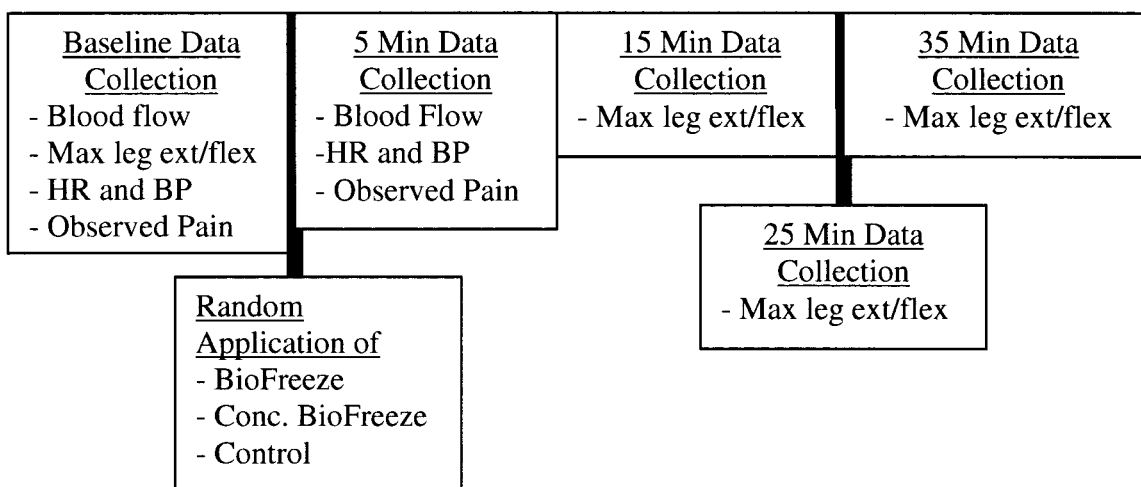 Baseline Data
Collection
- Blood flow
- Max leg ext/flex
- HR and BP
- Observed Pain
5 Min Data
Collection
- Blood Flow
-HR and BP
- Observed Pain
15 Min Data
Collection
- Max leg ext/flex
35 Min Data
Collection
- Max leg ext/flex
Random
Application of
- BioFreeze
- Conc. BioFreeze
- Control
25 Min Data
Collection
- Max leg ext/flex